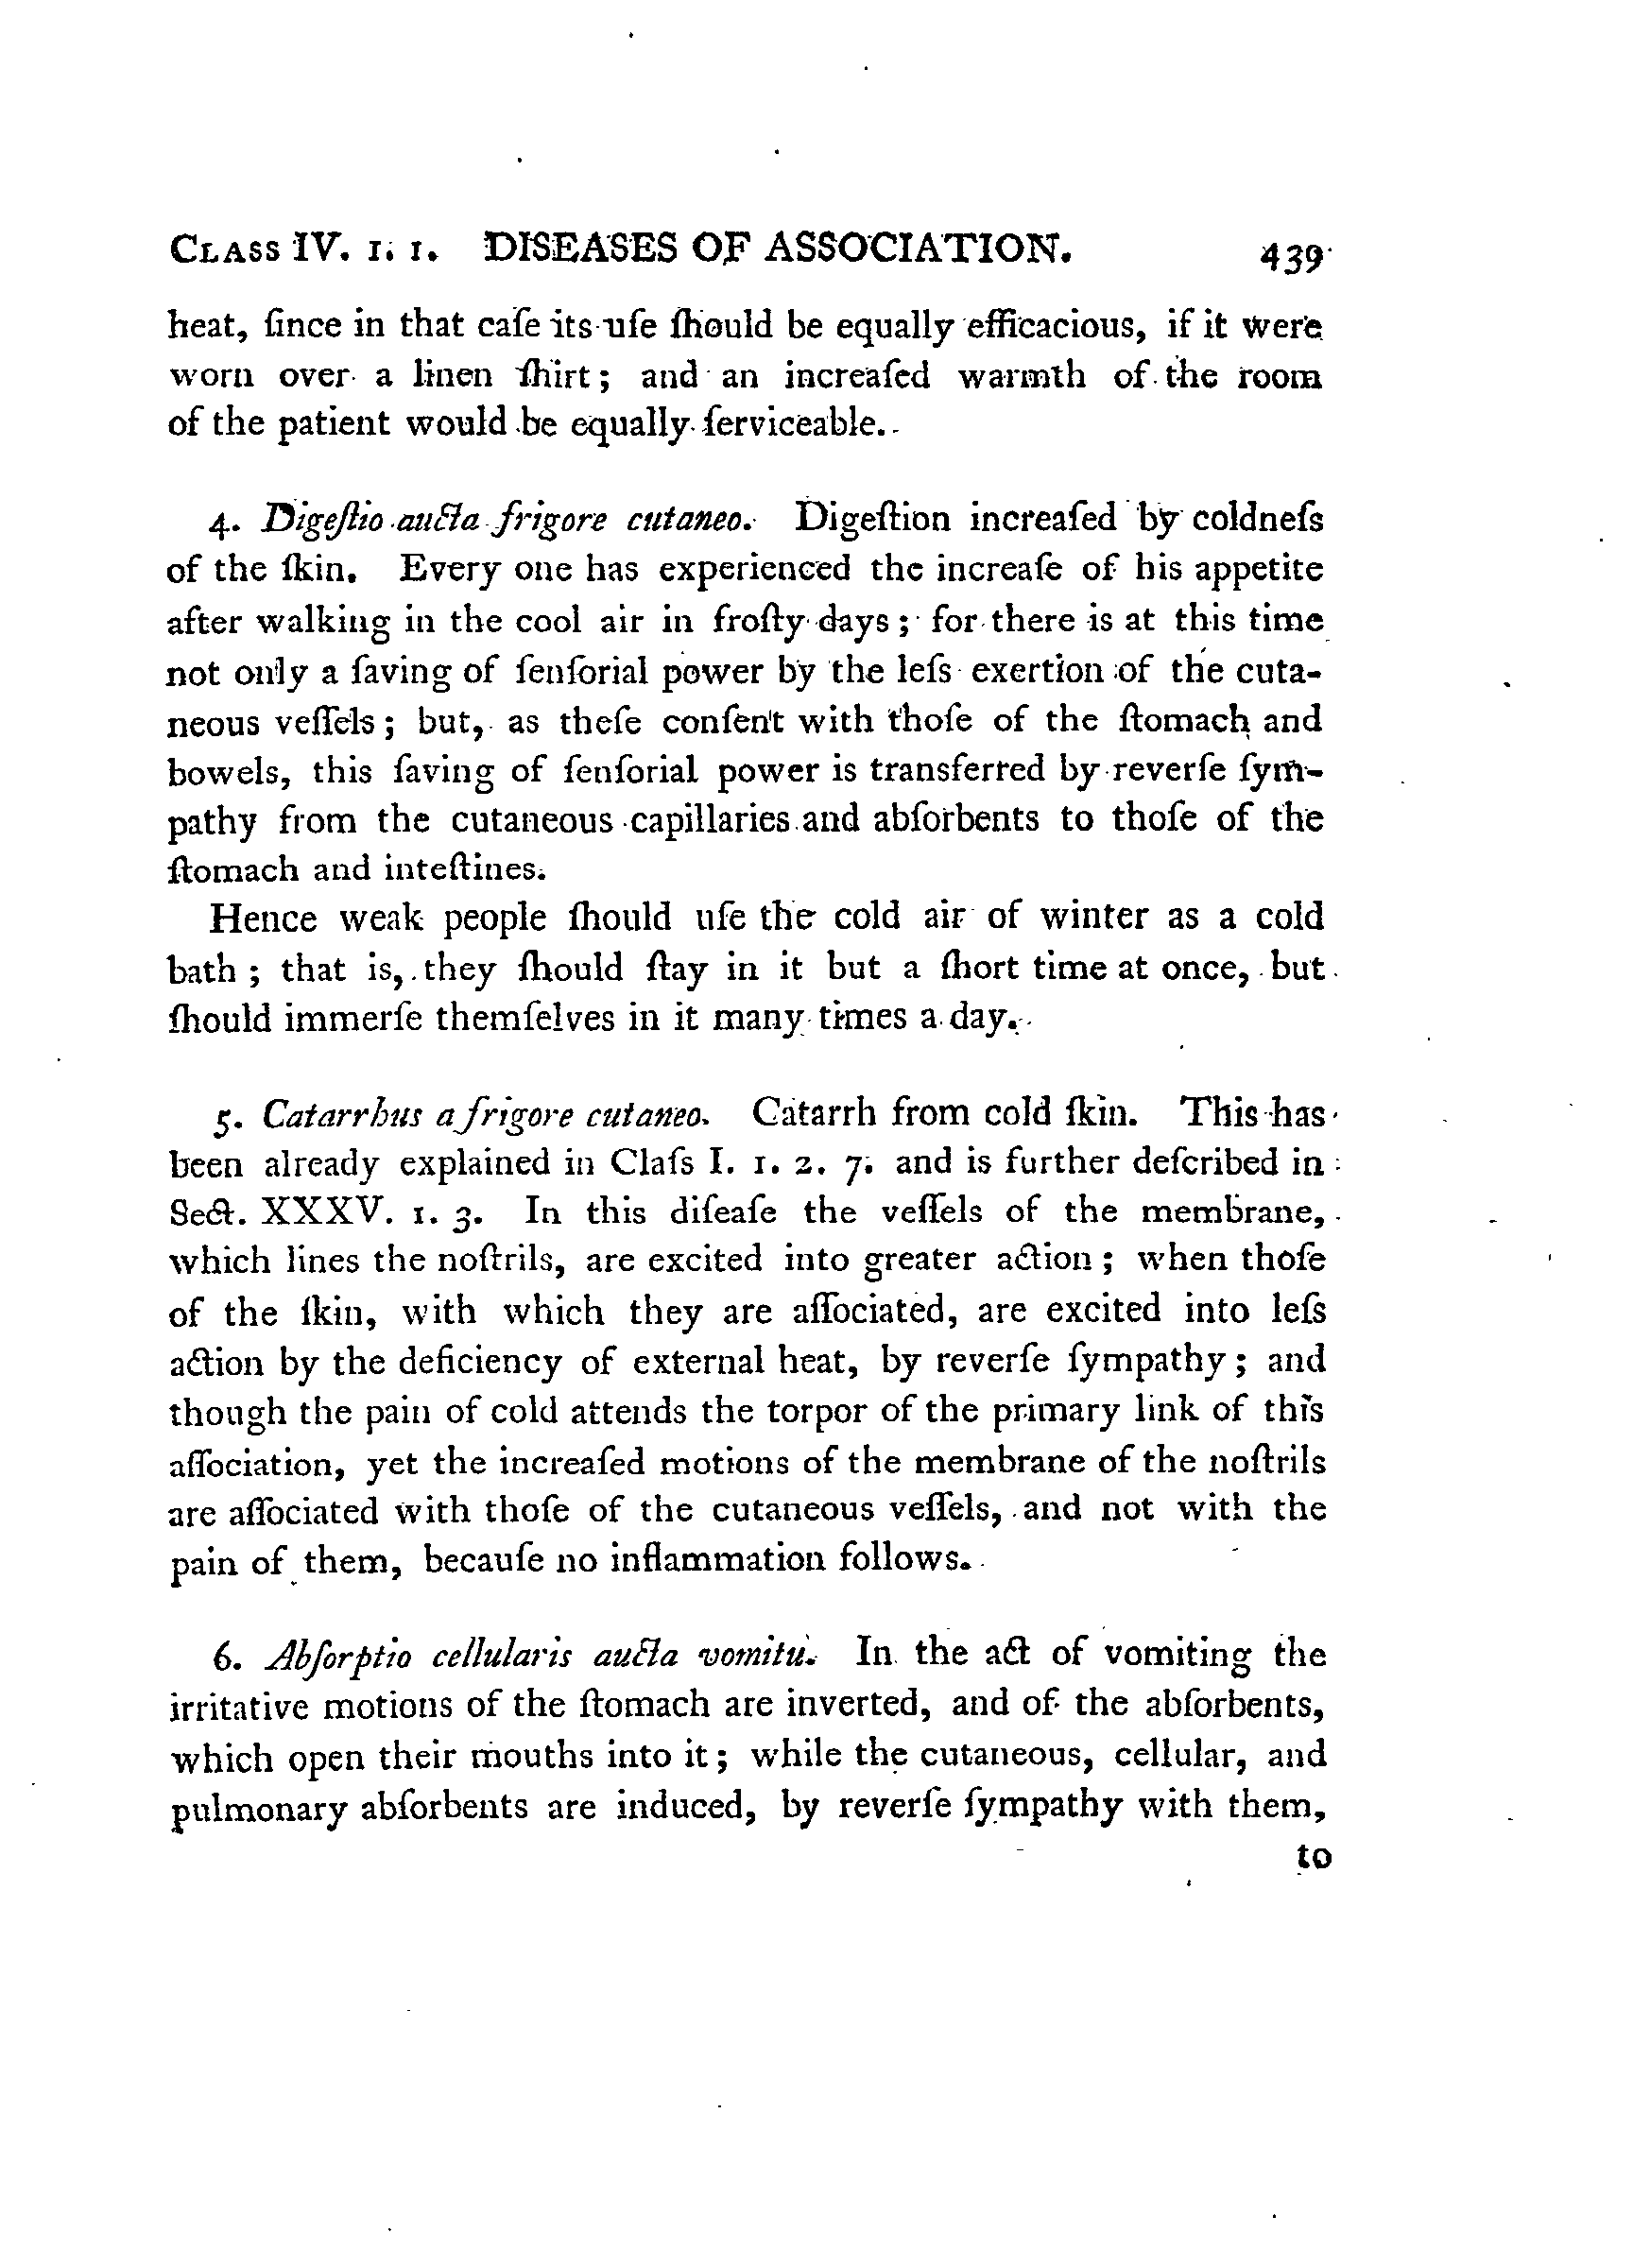 CLASS IV. 1. 1. DISEASES OF ASSOCIATION. 439
heat, ſince in that caſe its uſe ſhould be equally efficacious, if it were
worn over a linen ſhirt; and an increaſed warmth of the room
of the patient would be equally ſerviceable.
4. Digeſtio aucta frigore cutaneo. Digeſtion increaſed by coldneſs
of the ſkin. Every one has experienced the increaſe of his appetite
after walking in the cool air in froſty days; for there is at this time
not only a ſaving of ſenſorial power by the leſs exertion of the cuta-
neous veſſels; but, as theſe conſent with thoſe of the ſtomach and
bowels, this ſaving of ſenſorial power is transferred by reverſe ſym-
pathy from the cutaneous capillaries and abſorbents to thoſe of the
ſtomach and inteſtines.
Hence weak people ſhould uſe the cold air of winter as a cold
bath; that is, they ſhould ſtay in it but a ſhort time at once, but
ſhould immerſe themſelves in it many times a day.
5. Catarrhus a frigore cutaneo. Catarrh from cold ſkin. This has
been already explained in Claſs I. 1. 2. 7. and is further deſcribed in
Sect. XXXV. 1. 3. In this diſeaſe the veſſels of the membrane,
which lines the noſtrils, are excited into greater action; when thoſe
of the ſkin, with which they are aſſociated, are excited into leſs
action by the deficiency of external heat, by reverſe ſympathy; and
though the pain of cold attends the torpor of the primary link of this
aſſociation, yet the increaſed motions of the membrane of the noſtrils
are aſſociated with thoſe of the cutaneous veſſels, and not with the
pain of them, becauſe no inflammation follows.
6. Abſorptio cellularis aucta vomitu. In the act of vomiting the
irritative motions of the ſtomach are inverted, and of the abſorbents,
which open their mouths into it; while the cutaneous, cellular, and
pulmonary abſorbents are induced, by reverſe ſympathy with them,
to